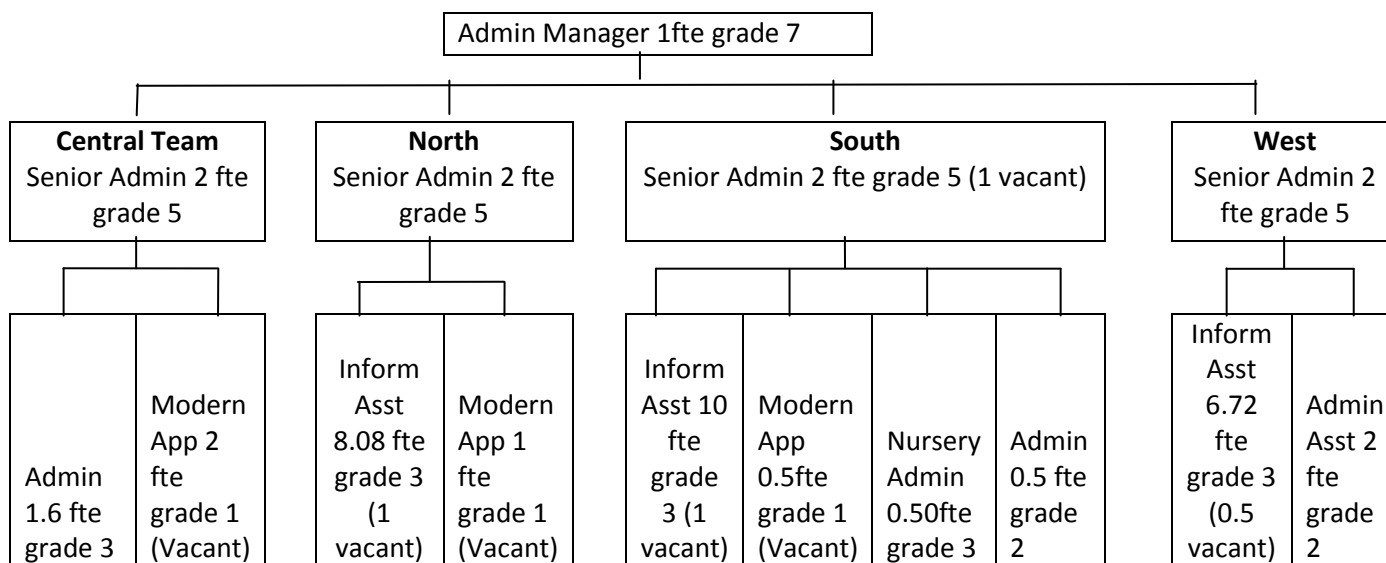 Admin Manager 1fte grade 7
Central Team
Senior Admin 2 fte
grade 5
North
Senior Admin 2 fte
grade 5
South
Senior Admin 2 fte grade 5 (1 vacant)
West
Senior Admin 2
fte grade 5
Admin
1.6 fte
grade 3
Modern
App 2
fte
grade 1
(Vacant)
Inform
Asst
8.08 fte
grade 3
(1
vacant)
Modern
App 1
fte
grade 1
(Vacant)
Inform
Asst 10
fte
grade
3 (1
vacant)
Modern
App
0.5fte
grade 1
(Vacant)
Nursery
Admin
0.50fte
grade 3
Admin
0.5 fte
grade
2
Inform
Asst
6.72
fte
grade 3
(0.5
vacant)
Admin
Asst 2
fte
grade
2